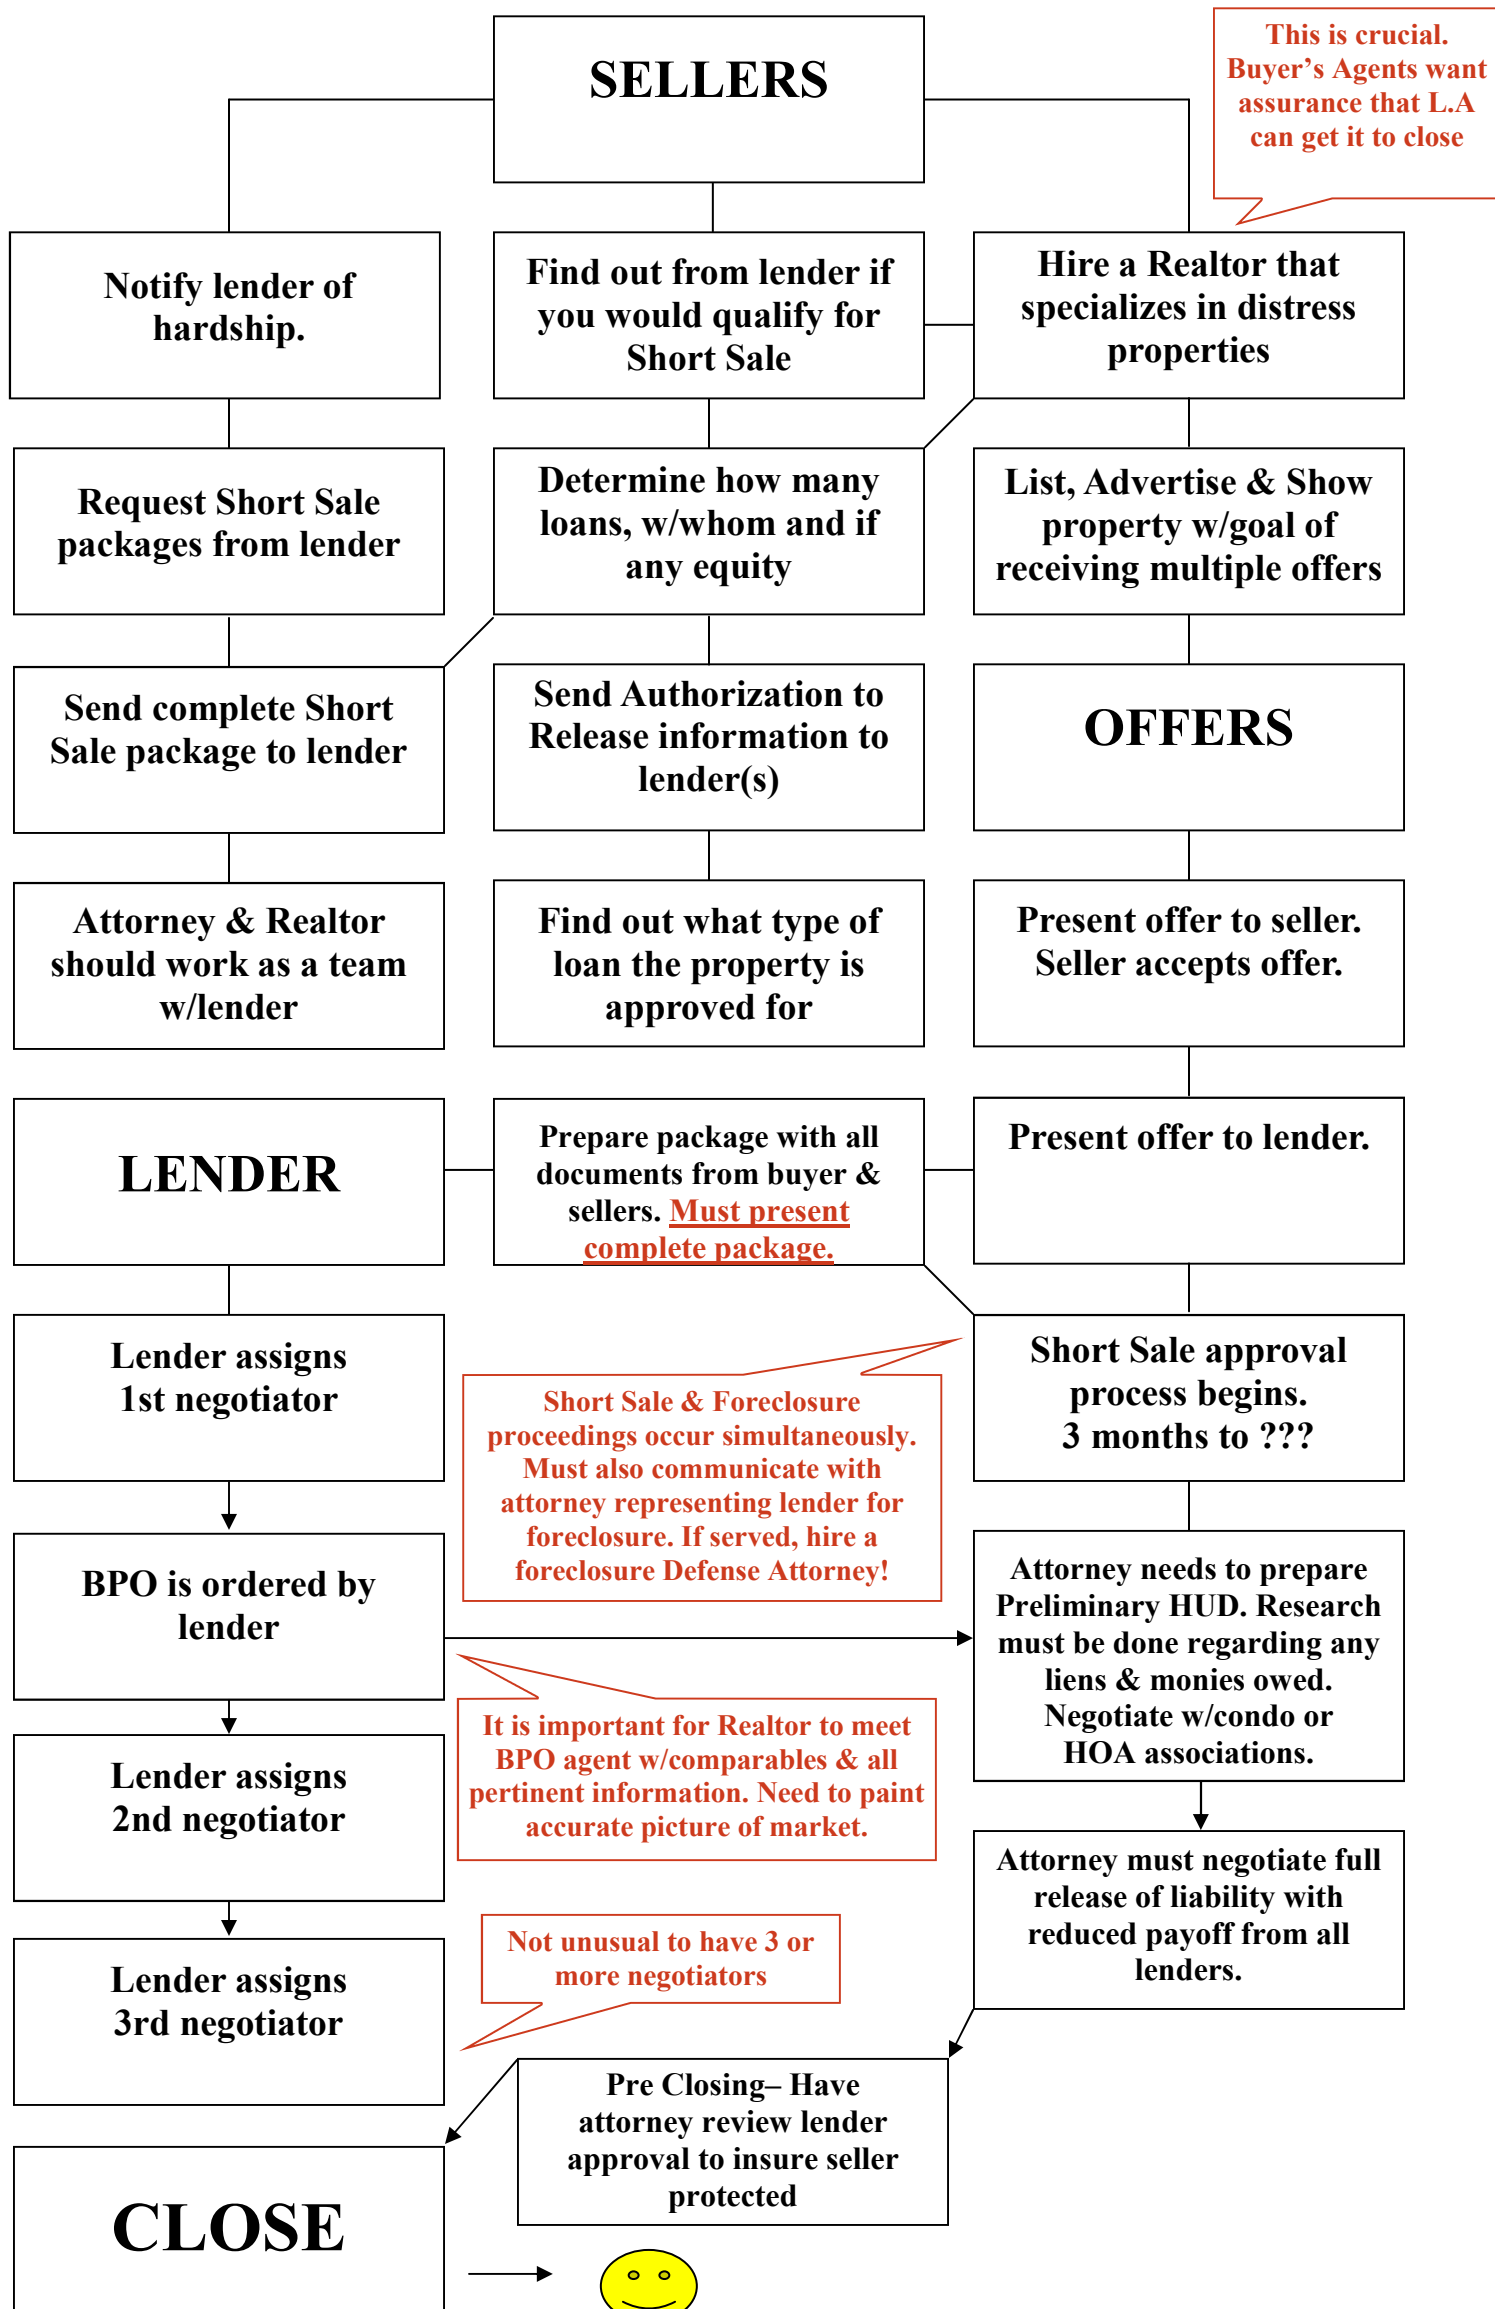 SELLERS
This is crucial.
Buyer’s Agents want
assurance that L.A
can get it to close
Notify lender of
hardship.
Find out from lender if
you would qualify for
Short Sale
Hire a Realtor that
specializes in distress
properties
Request Short Sale
packages from lender
Determine how many
loans, w/whom and if
any equity
List, Advertise & Show
property w/goal of
receiving multiple offers
Send complete Short
Sale package to lender
Send Authorization to
Release information to
lender(s)
OFFERS
Attorney & Realtor
should work as a team
w/lender
Find out what type of
loan the property is
approved for
Present offer to seller.
Seller accepts offer.
LENDER
Prepare package with all
documents from buyer &
sellers. Must present
complete package.
Present offer to lender.
Lender assigns
1st negotiator
Short Sale & Foreclosure
proceedings occur simultaneously.
Must also communicate with
attorney representing lender for
foreclosure. If served, hire a
foreclosure Defense Attorney!
Short Sale approval
process begins.
3 months to ???
BPO is ordered by
lender
Attorney needs to prepare
Preliminary HUD. Research
must be done regarding any
liens & monies owed.
Negotiate w/condo or
HOA associations.
It is important for Realtor to meet
BPO agent w/comparables & all
pertinent information. Need to paint
accurate picture of market.
Lender assigns
2nd negotiator
Attorney must negotiate full
release of liability with
reduced payoff from all
lenders.
Not unusual to have 3 or
more negotiators
Lender assigns
3rd negotiator
Pre Closing– Have
attorney review lender
approval to insure seller
protected
CLOSE